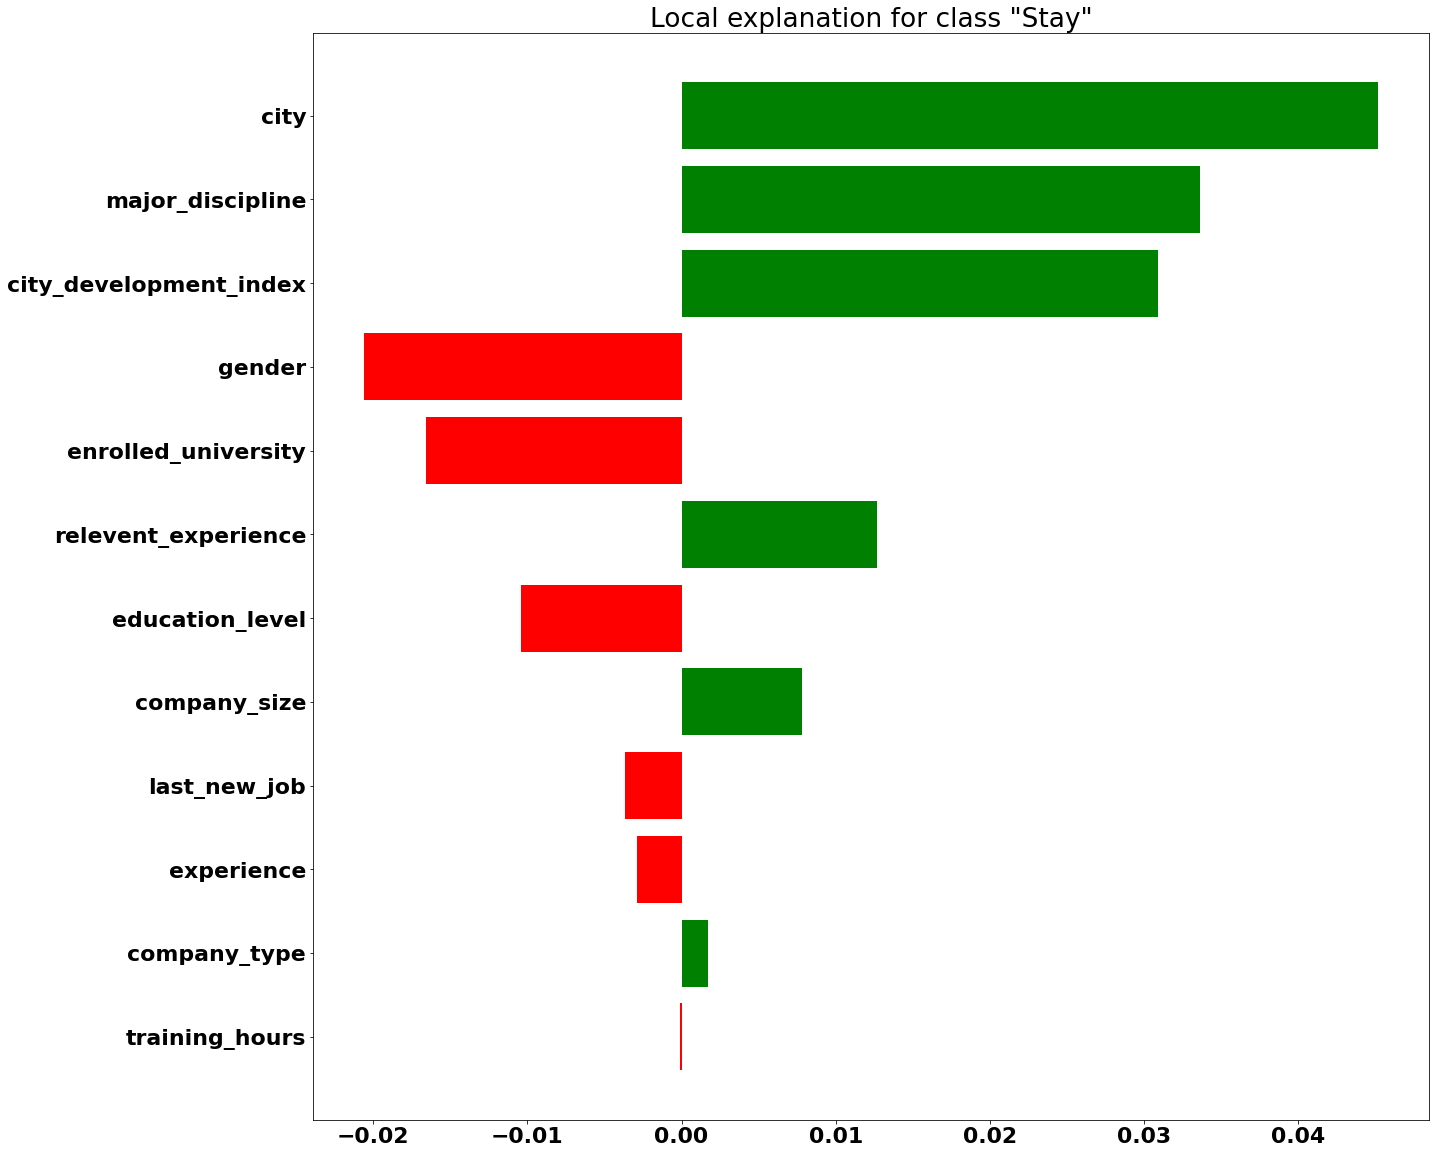 Local explanation for class "Stay"
city
major_discipline
city_development_index
gender
enrolled_university
relevent_experience
education_level
company_size
last_new_job
experience
company_type
training_hours
−0.02 −0.01 0.00 0.01 0.02 0.03 0.04